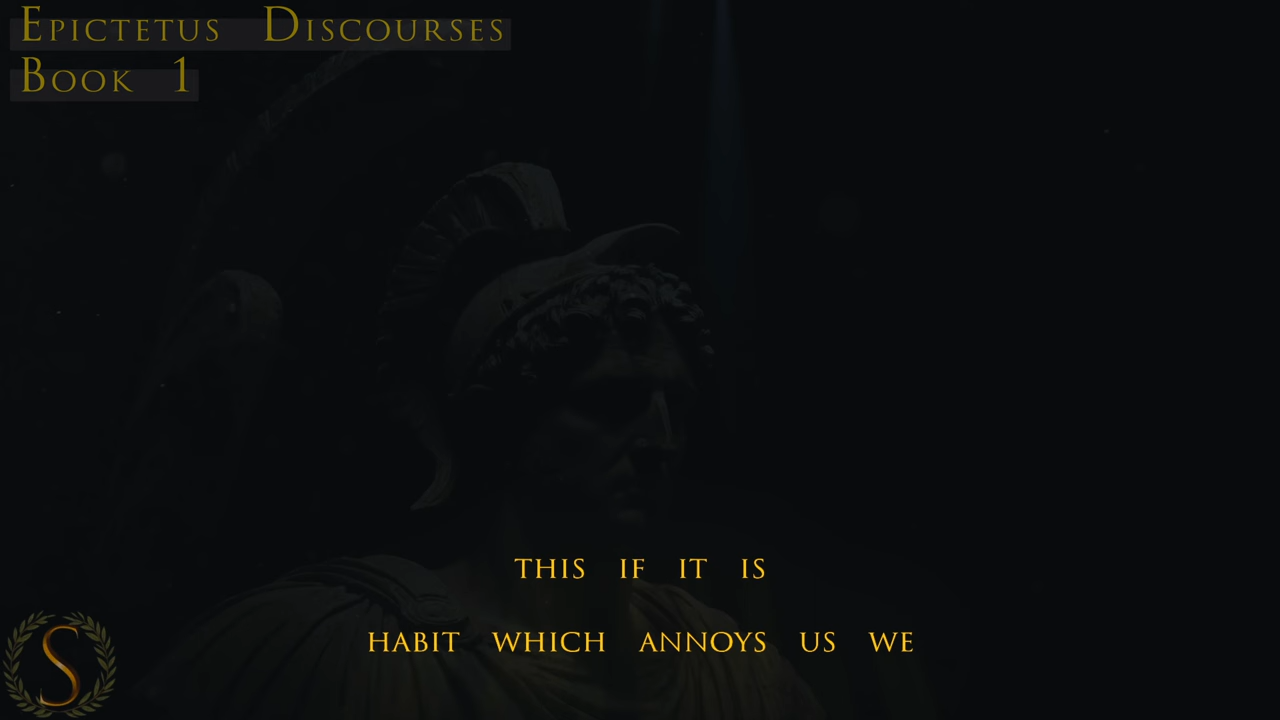 Epictetus Discourses
Book 1
THIS IF IT IS
HABIT WHICH ANNOYS US WE
S